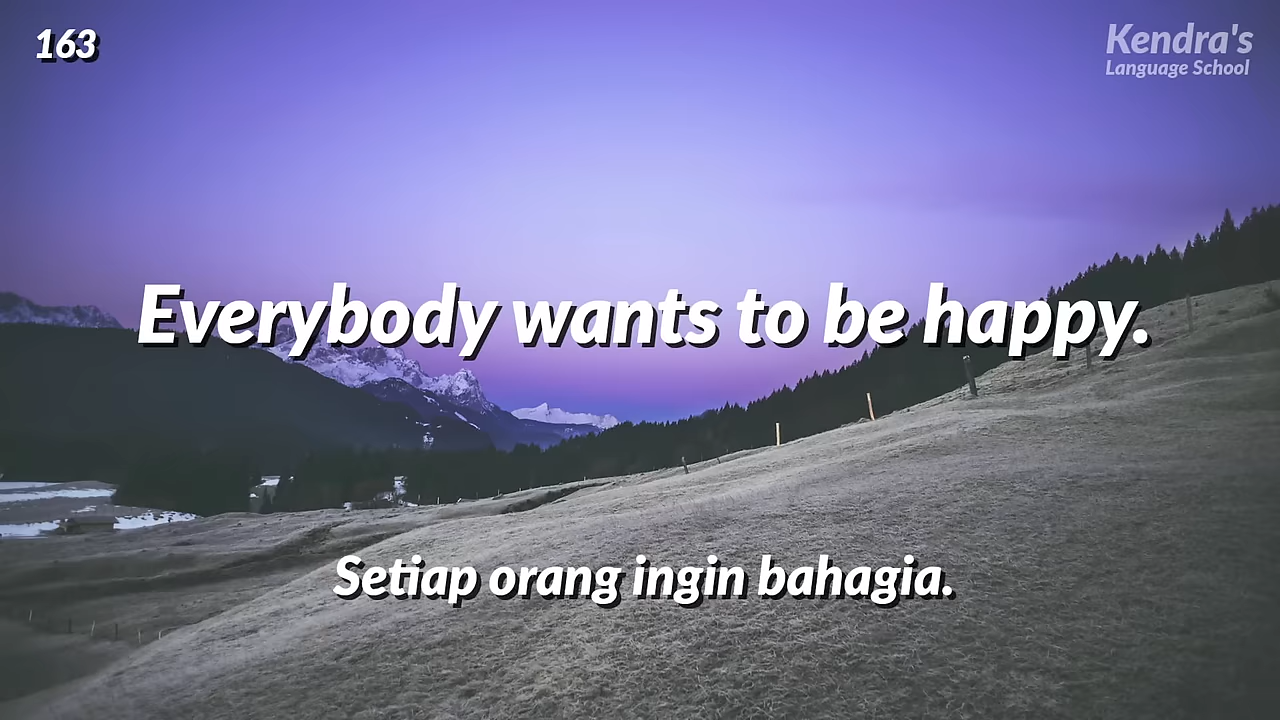 163
Kendra's
Language School
Everybody wants to be happy.
Setiap orang ingin bahagia.